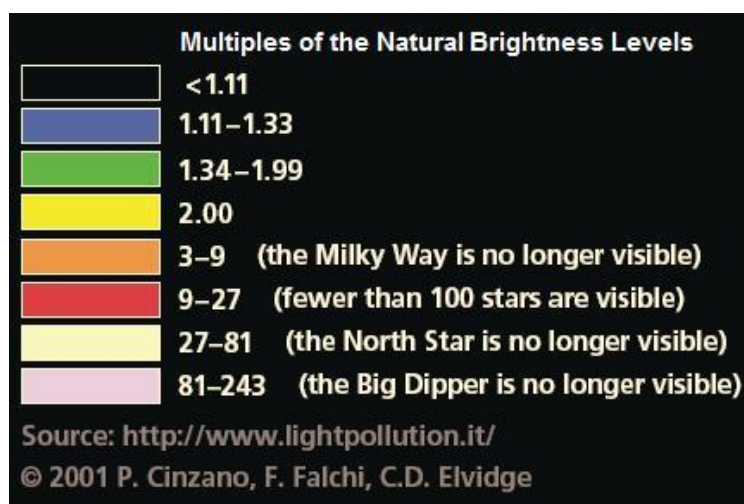 Multiples of the Natural Brightness Levels
<1.11
1.11–1.33
1.34–1.99
2.00
3–9 (the Milky Way is no longer visible)
9–27 (fewer than 100 stars are visible)
27–81 (the North Star is no longer visible)
81–243 (the Big Dipper is no longer visible)
Source: http://www.lightpollution.it/
© 2001 P. Cinzano, F. Falchi, C.D. Elvidge